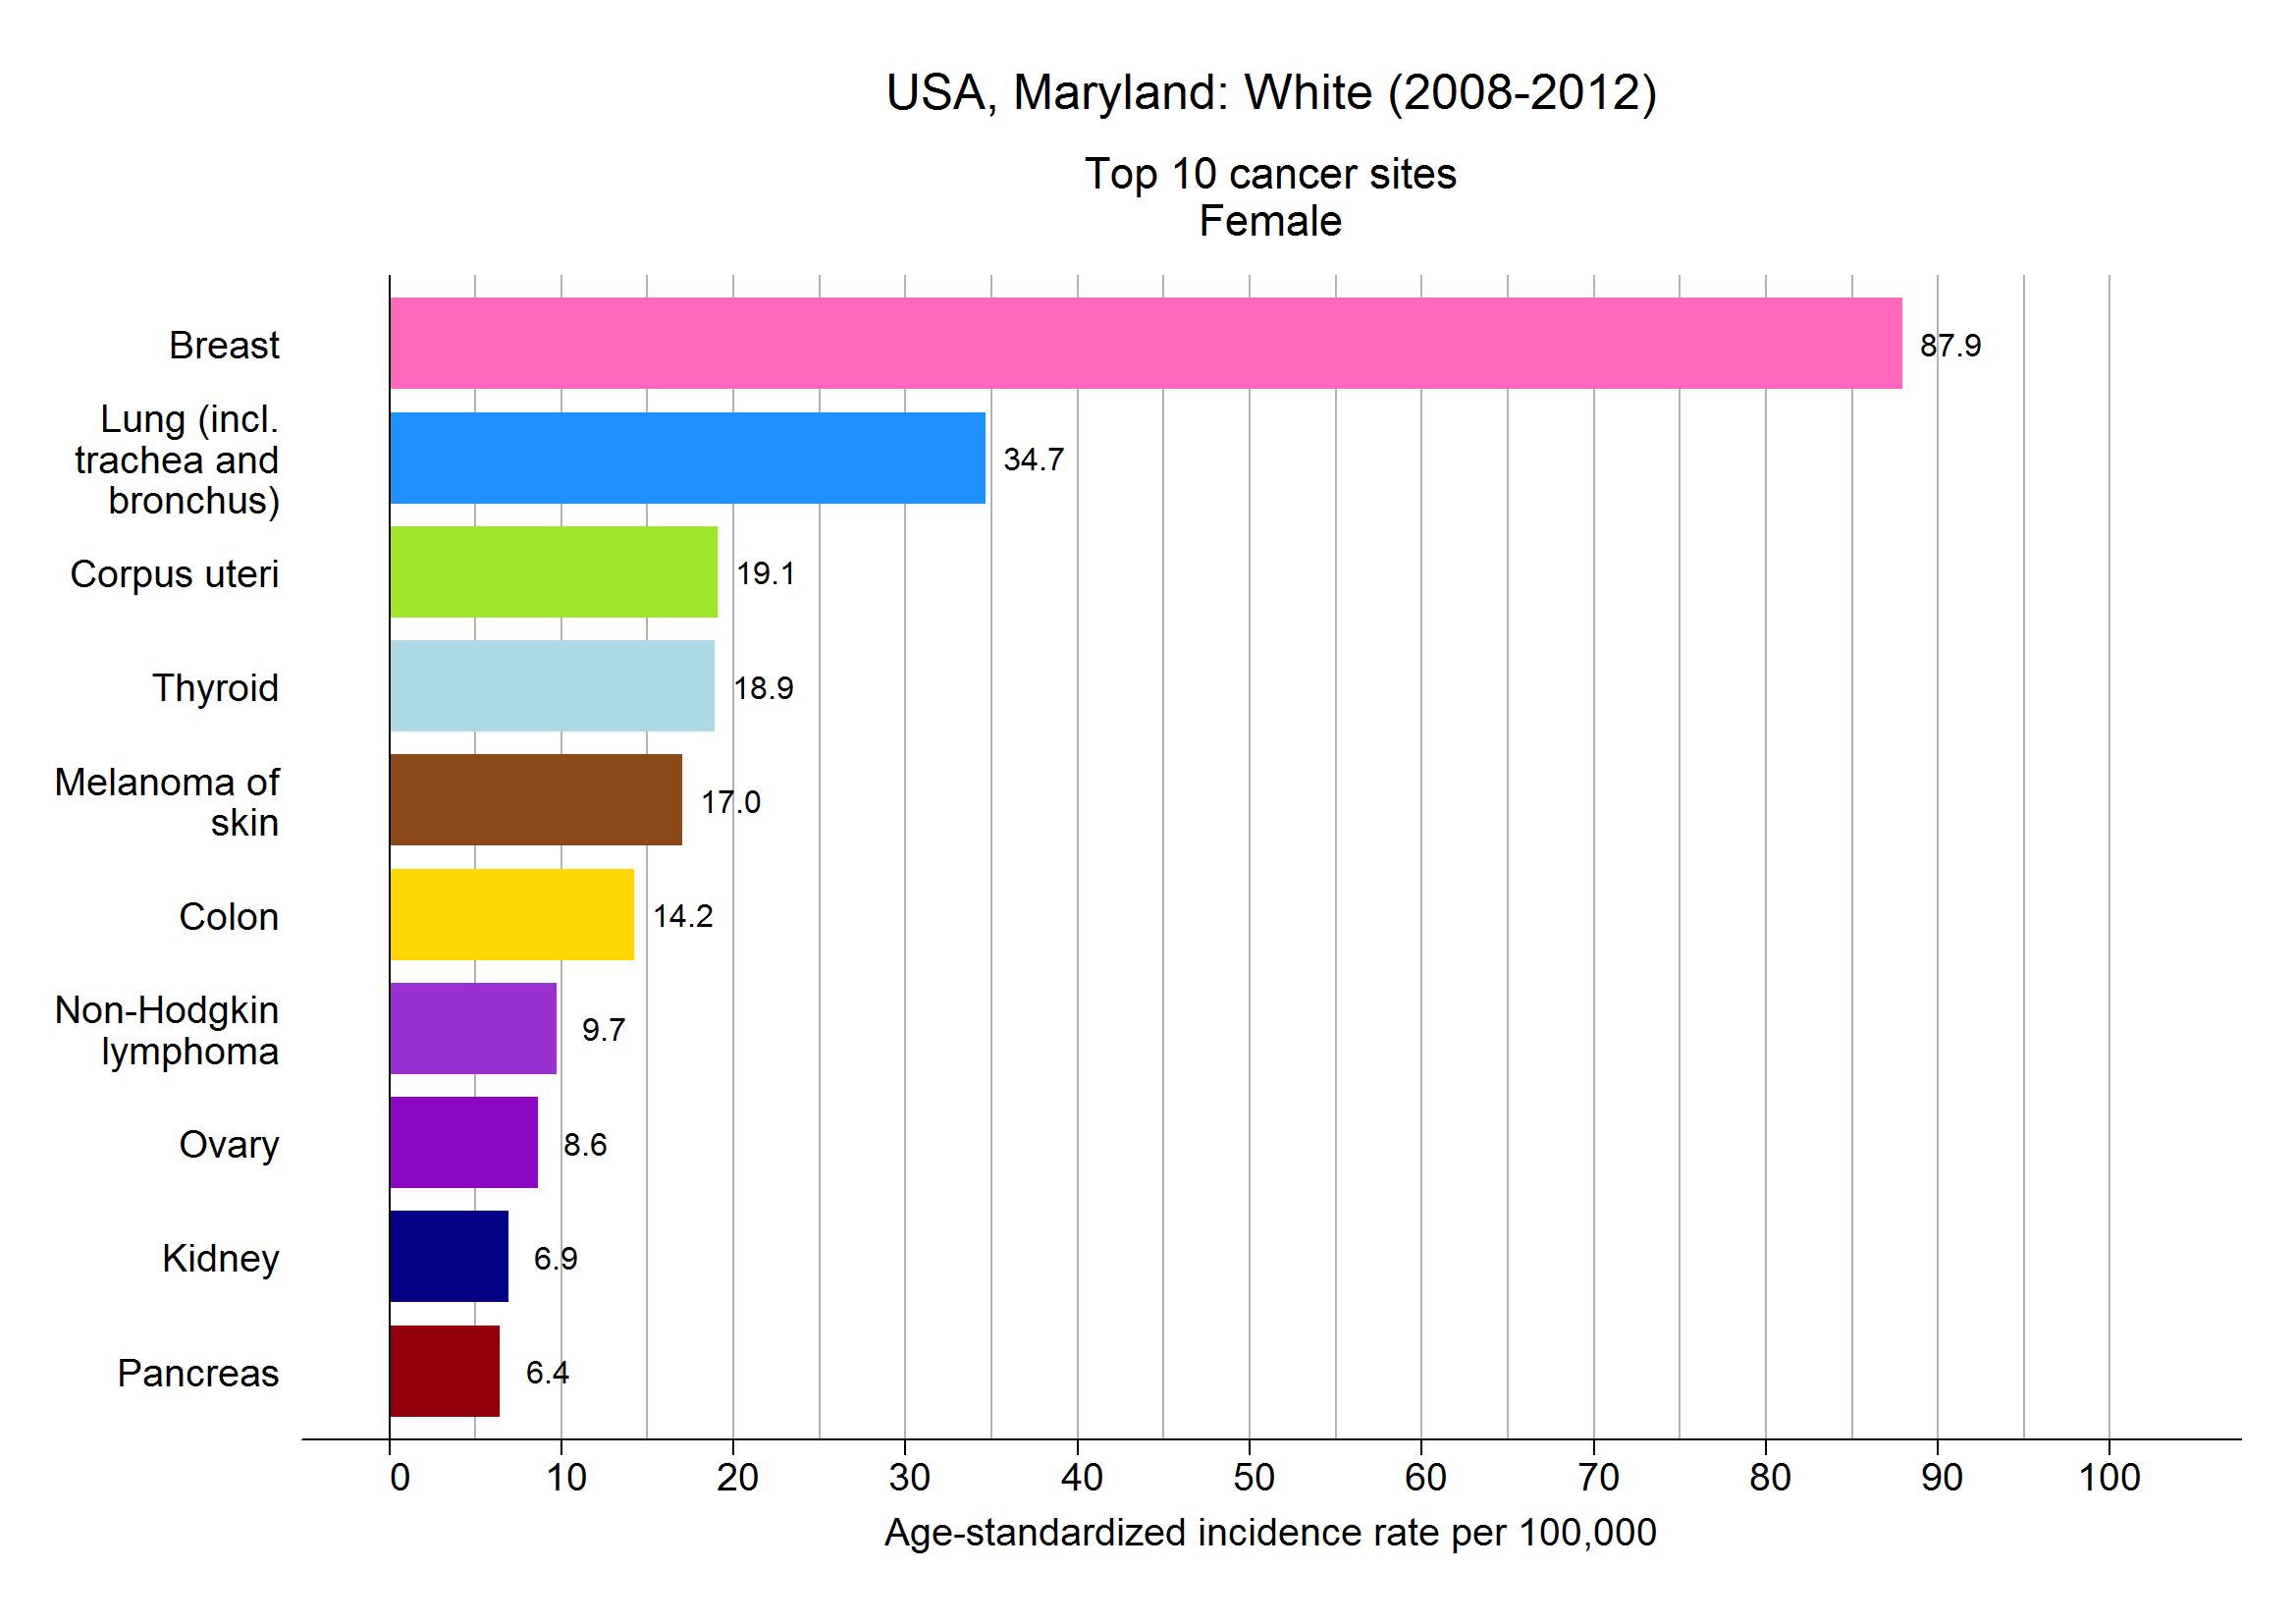 USA, Maryland: White (2008-2012)
Top 10 cancer sites
Female
Breast
87.9
Lung (incl.
trachea and
bronchus)
34.7
Corpus uteri
19.1
Thyroid
18.9
Melanoma of
skin
17.0
Colon
14.2
Non-Hodgkin
lymphoma
9.7
Ovary
8.6
Kidney
6.9
Pancreas
6.4
0 10 20 30 40 50 60 70 80 90 100
Age-standardized incidence rate per 100,000